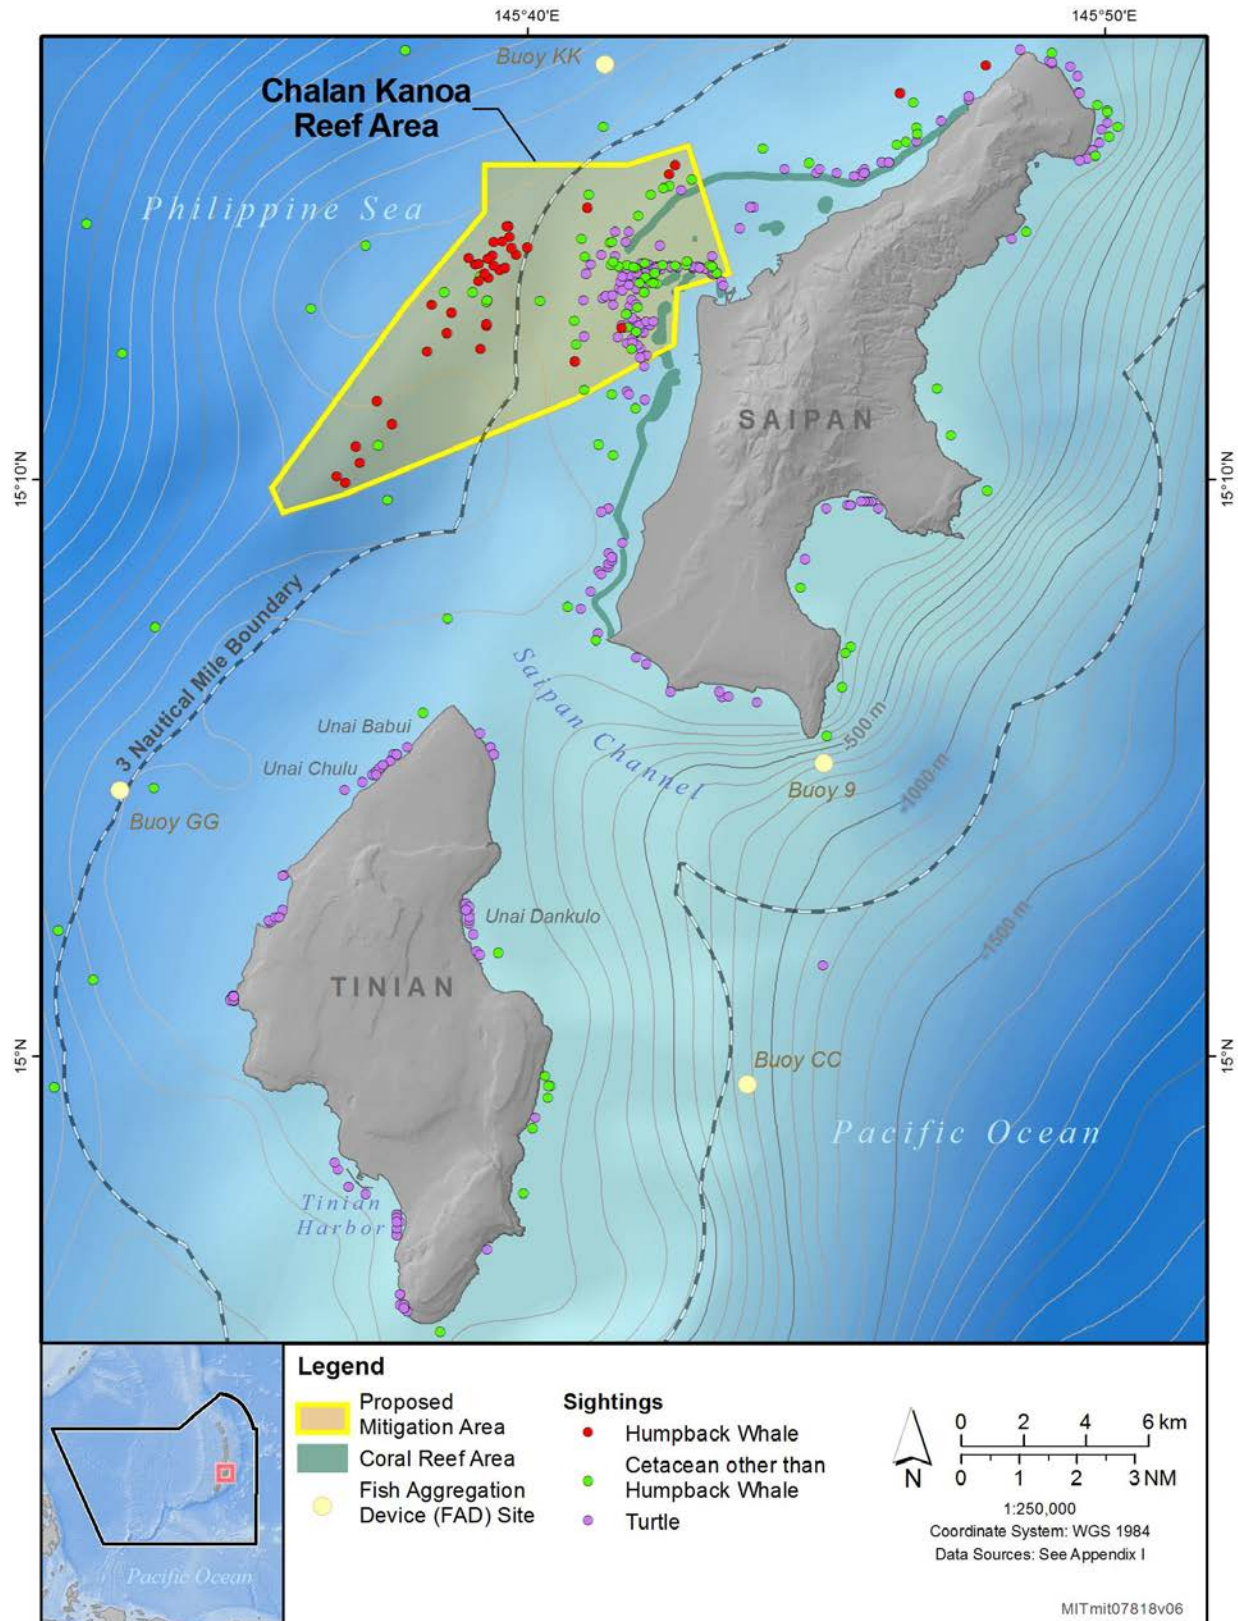 145°40'E
145°50'E
Buoy KK
Chalan Kanoa
Reef Area
Philippine Sea
SAIPAN
15°10'N
15°10'N
3 Nautical Mile Boundary
Saipan Channel
Unai Babui
Unai Chulu
-500 m
-1000 m
Buoy 9
Buoy GG
Unai Dankulo
-1500 m
TINIAN
15°N
15°N
Buoy CC
Pacific Ocean
Tinian
Harbor
Legend
Proposed
Mitigation Area
Coral Reef Area
Fish Aggregation
Device (FAD) Site
Sightings
Humpback Whale
Cetacean other than
Humpback Whale
Turtle
N
0 2 4 6 km
0 1 2 3 NM
1:250,000
Coordinate System: WGS 1984
Data Sources: See Appendix I
Pacific Ocean
MITmit07818v06